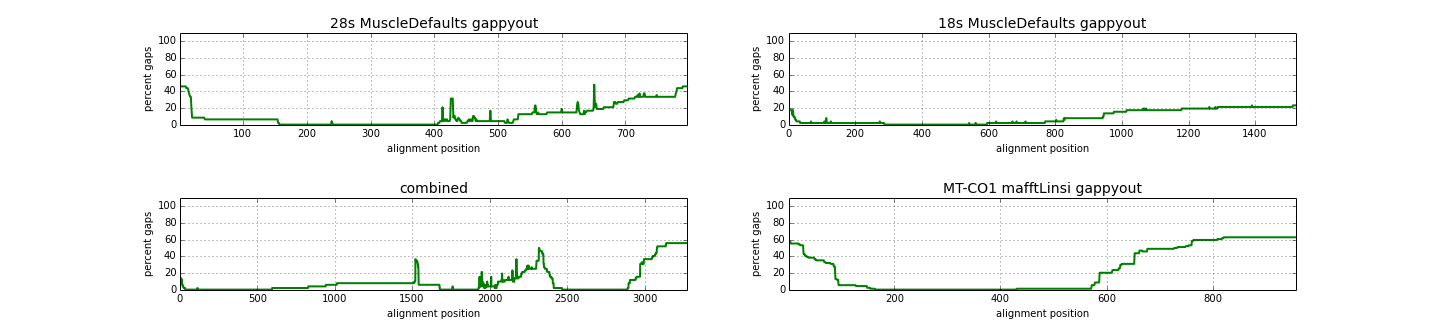 28s MuscleDefaults gappyout
percent gaps
100
80
60
40
20
0
100 200 300 400 500 600 700
alignment position
18s MuscleDefaults gappyout
percent gaps
100
80
60
40
20
0
0 200 400 600 800 1000 1200 1400
alignment position
combined
percent gaps
100
80
60
40
20
0
0 500 1000 1500 2000 2500 3000
alignment position
MT-CO1 mafftLinsi gappyout
percent gaps
100
80
60
40
20
0
200 400 600 800
alignment position